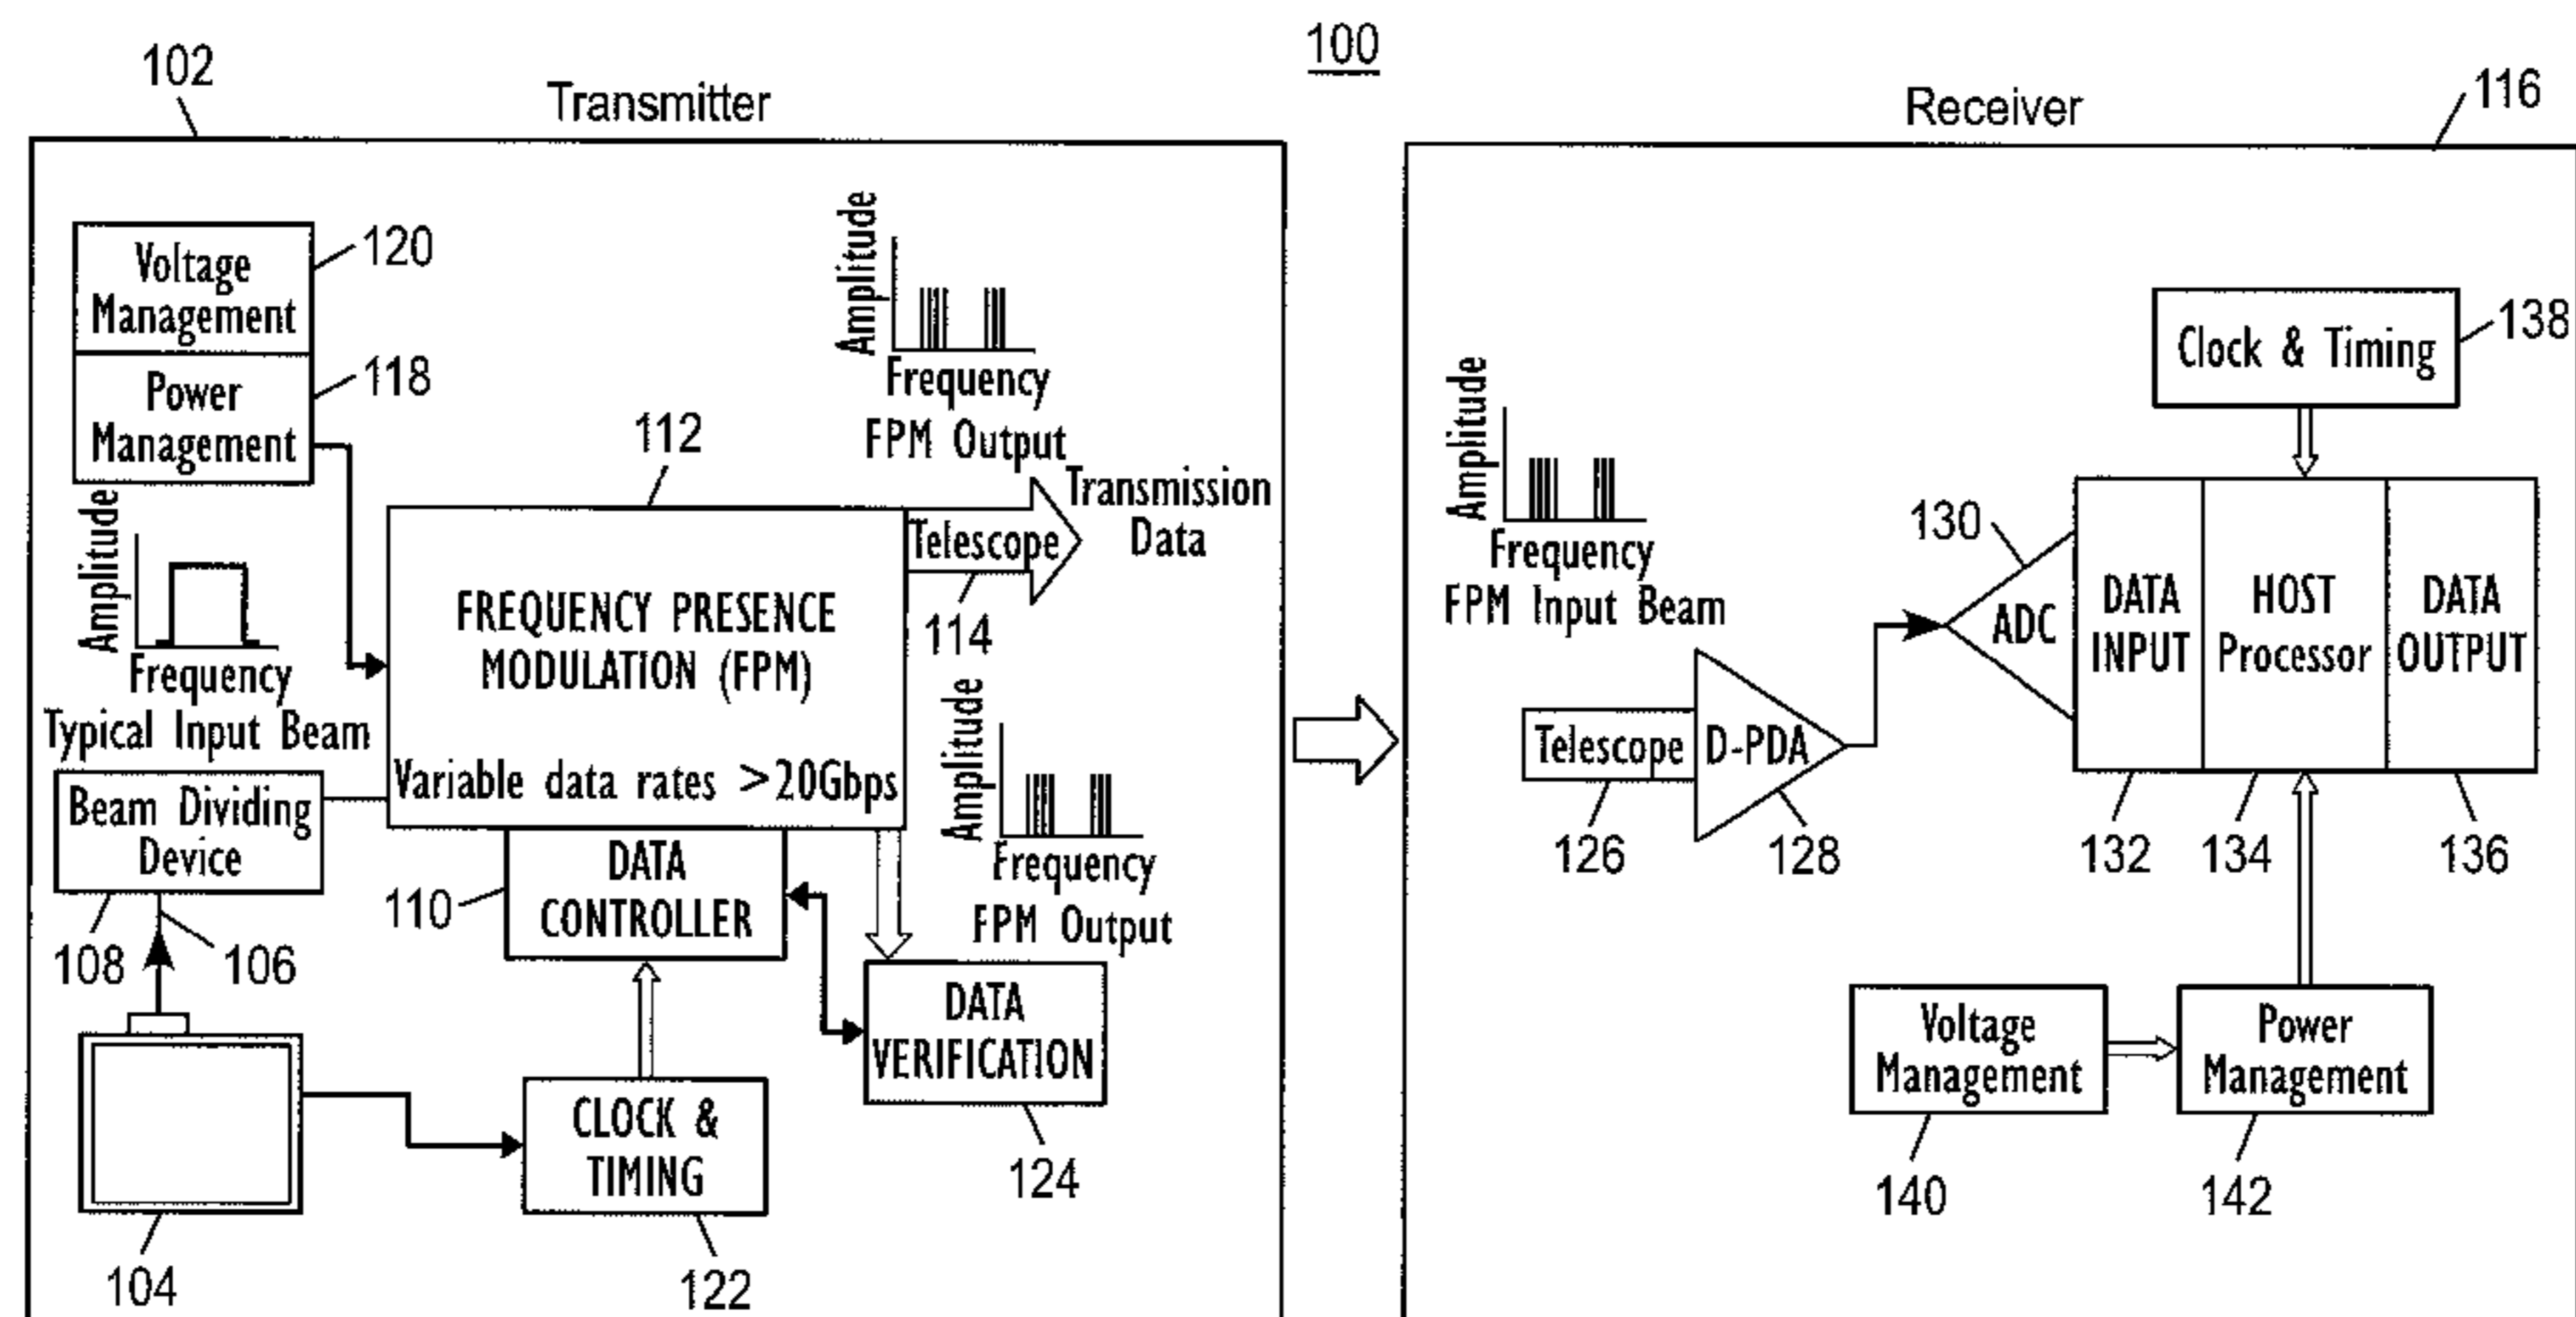 100
102
Transmitter
Receiver
116
Voltage
Management
120
Power
Management
118
Amplitude
Frequency
Typical Input Beam
Beam Dividing
Device
108
106
104
112
FREQUENCY PRESENCE
MODULATION (FPM)
Variable data rates >20Gbps
Amplitude
Frequency
FPM Output
Telescope
114
Transmission
Data
DATA
CONTROLLER
110
Amplitude
Frequency
FPM Output
DATA
VERIFICATION
124
CLOCK &
TIMING
122
Amplitude
Frequency
FPM Input Beam
Telescope
126
D-PDA
128
130
ADC
DATA
INPUT
132
HOST
Processor
134
DATA
OUTPUT
136
Clock & Timing
138
Voltage
Management
140
Power
Management
142